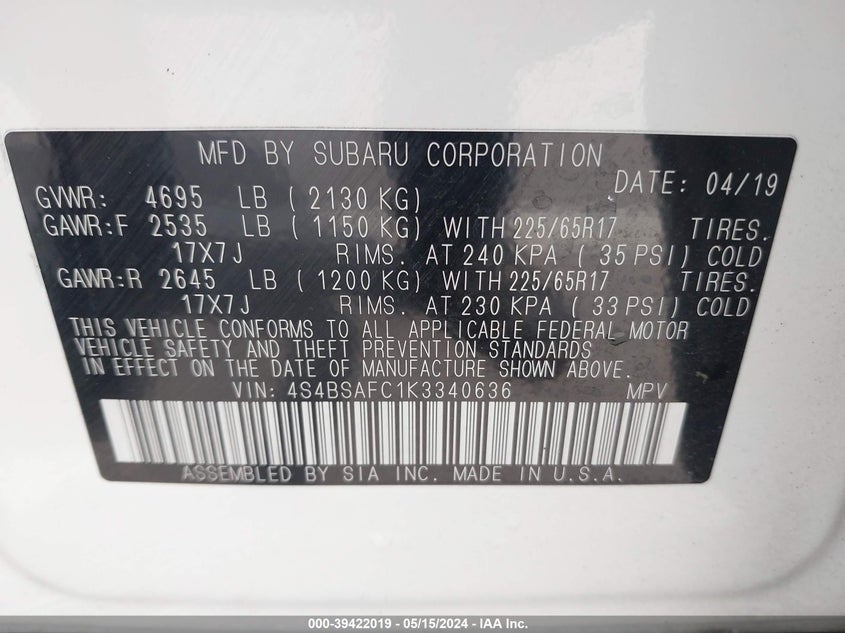 MFD BY SUBARU CORPORATION
DATE: 04/19
GVWR: 4695 LB ( 2130 KG)
GAWR:F 2535 LB ( 1150 KG) WITH 225/65R17 TIRES.
17X7J RIMS. AT 240 KPA ( 35 PSI) COLD
GAWR:R 2645 LB ( 1200 KG) WITH 225/65R17 TIRES.
17X7J RIMS. AT 230 KPA ( 33 PSI) COLD
THIS VEHICLE CONFORMS TO ALL APPLICABLE FEDERAL MOTOR
VEHICLE SAFETY AND THEFT PREVENTION STANDARDS
IN EFFECT ON THE DATE OF MANUFACTURE SHOWN ABOVE.
VIN: 4S4BSAFC1K3340636 MPV
ASSEMBLED BY SIA INC. MADE IN U.S.A.
000-39422019 - 05/15/2024 - IAA Inc.